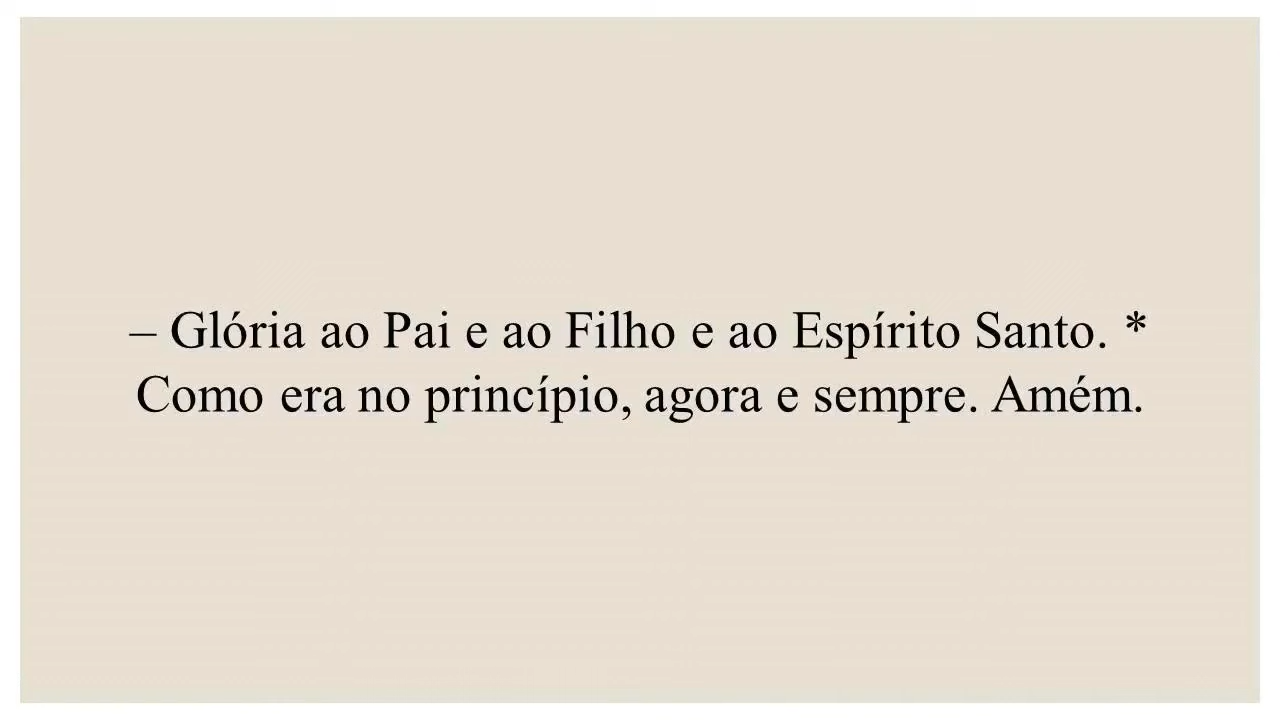 – Glória ao Pai e ao Filho e ao Espírito Santo. *
Como era no princípio, agora e sempre. Amém.